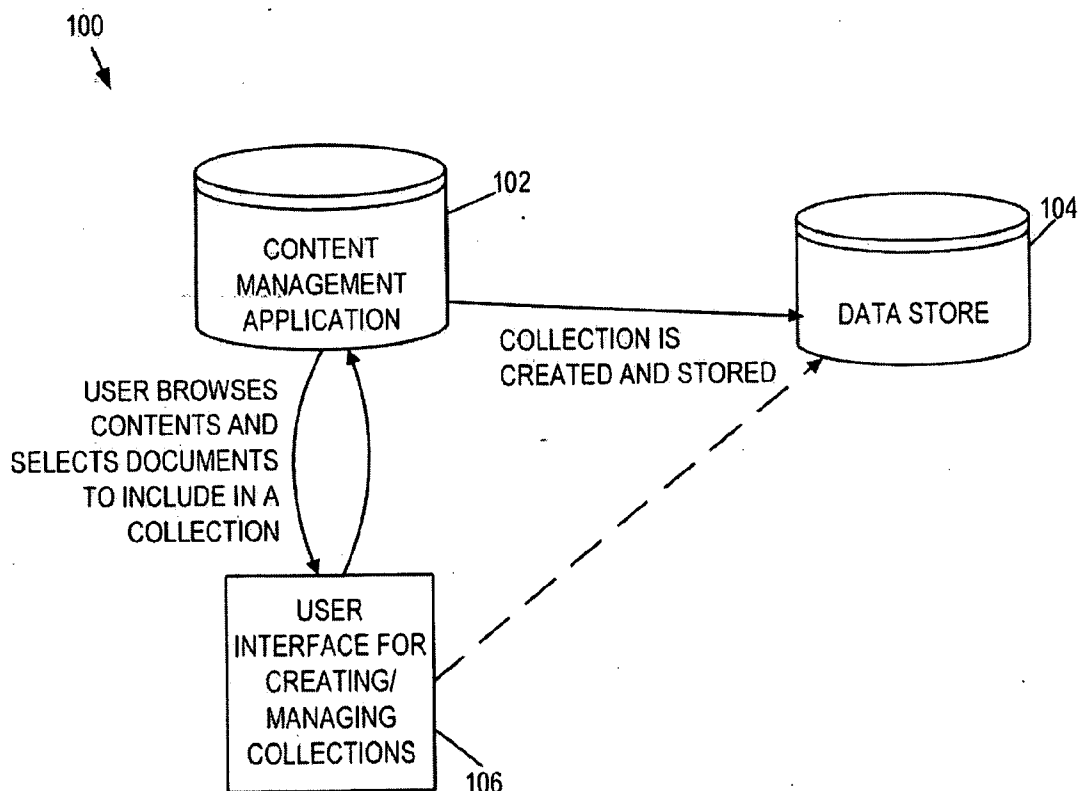 100
102
CONTENT
MANAGEMENT
APPLICATION
104
DATA STORE
COLLECTION IS
CREATED AND STORED
USER BROWSES
CONTENTS AND
SELECTS DOCUMENTS
TO INCLUDE IN A
COLLECTION
USER
INTERFACE FOR
CREATING/
MANAGING
COLLECTIONS
106